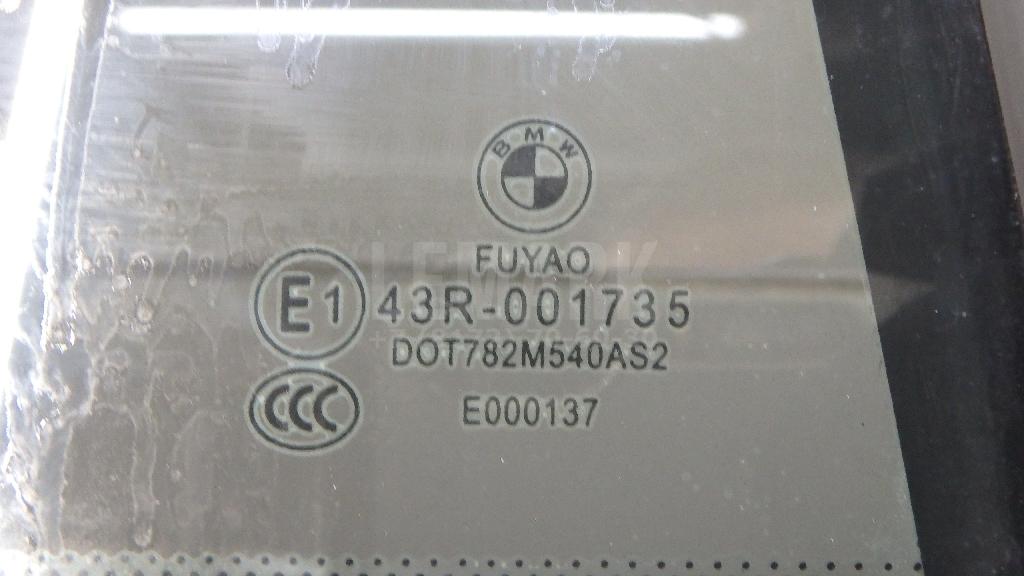 BMW
FUYAO
E1 43R-001735
DOT782M540AS2
CCC E000137